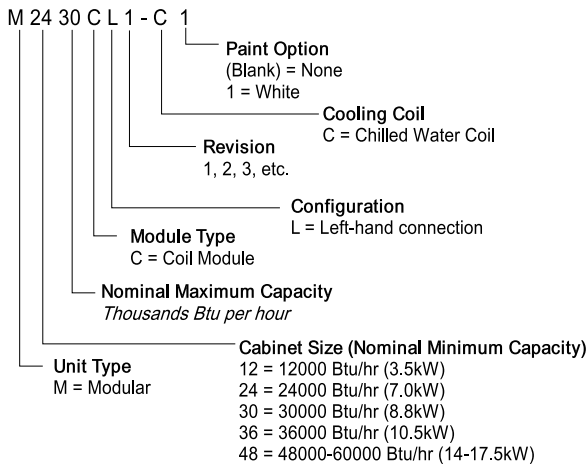 M 24 30 C L 1 - C 1
Paint Option
(Blank) = None
1 = White
Cooling Coil
C = Chilled Water Coil
Revision
1, 2, 3, etc.
Configuration
L = Left-hand connection
Module Type
C = Coil Module
Nominal Maximum Capacity
Thousands Btu per hour
Cabinet Size (Nominal Minimum Capacity)
12 = 12000 Btu/hr (3.5kW)
24 = 24000 Btu/hr (7.0kW)
30 = 30000 Btu/hr (8.8kW)
36 = 36000 Btu/hr (10.5kW)
48 = 48000-60000 Btu/hr (14-17.5kW)
Unit Type
M = Modular